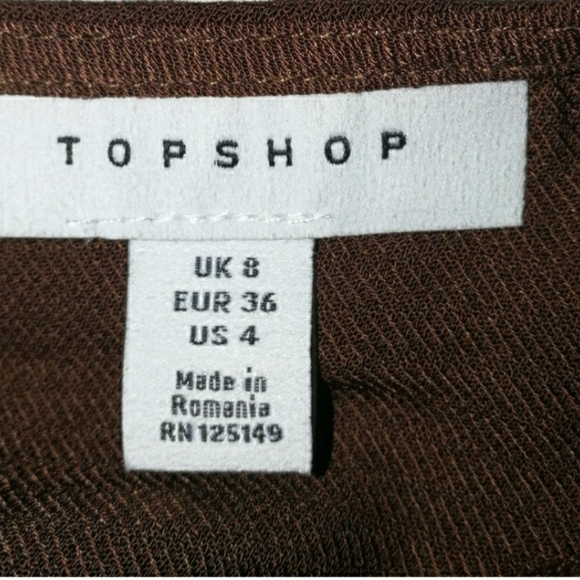 TOPSHOP
UK 8
EUR 36
US 4
Made in
Romania
RN125149